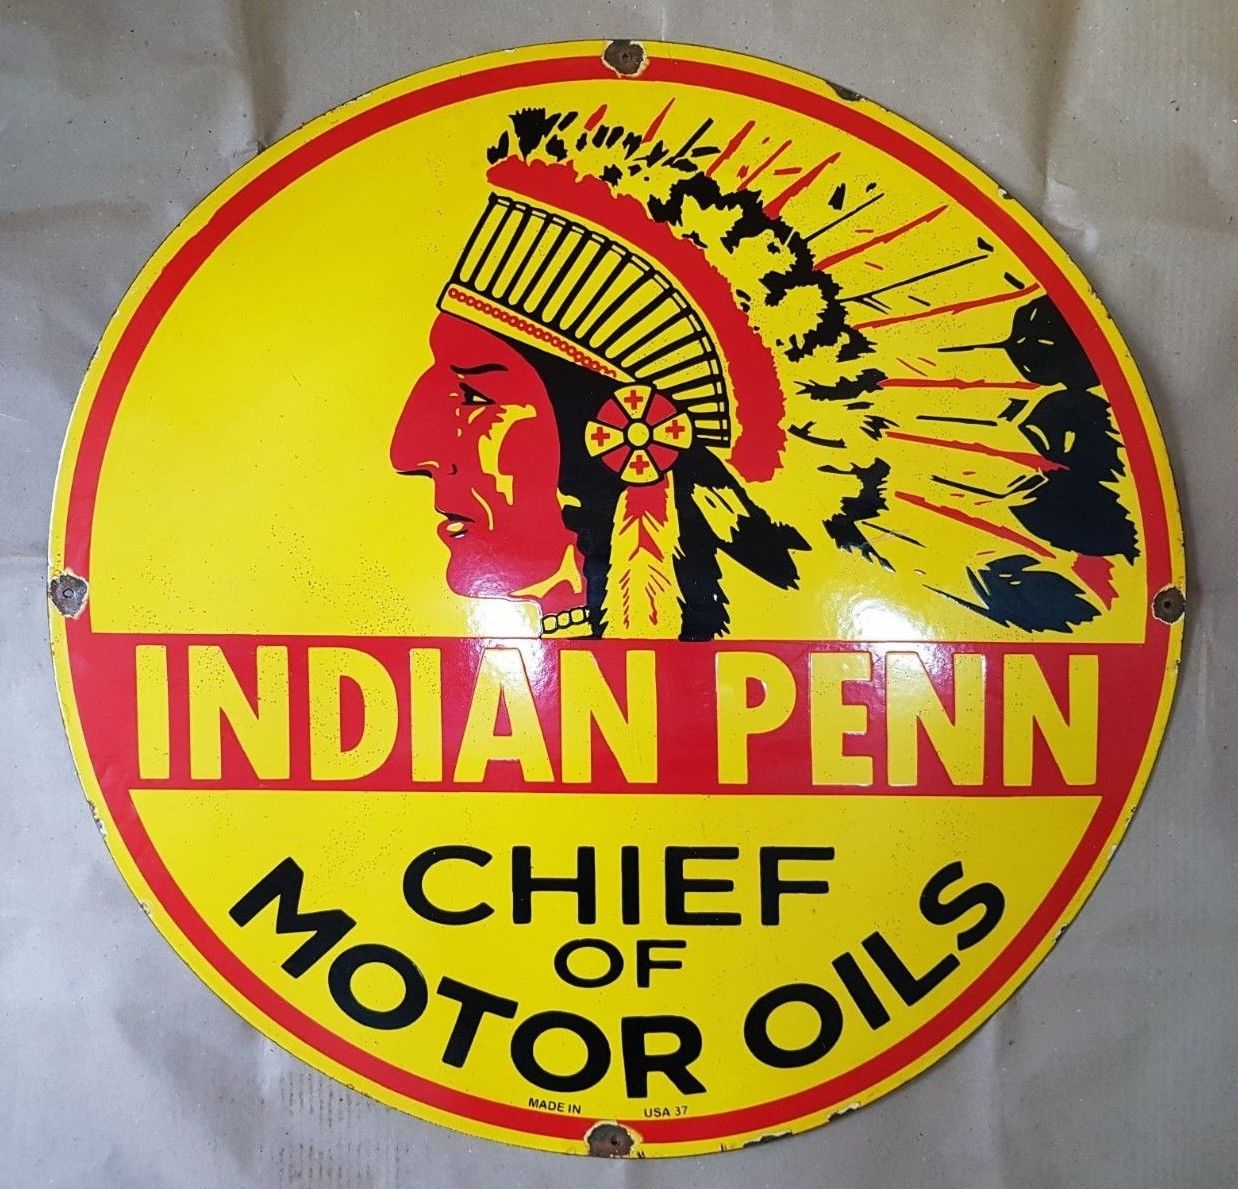 INDIAN PENN
CHIEF
OF
MOTOR OILS
MADE IN USA 37